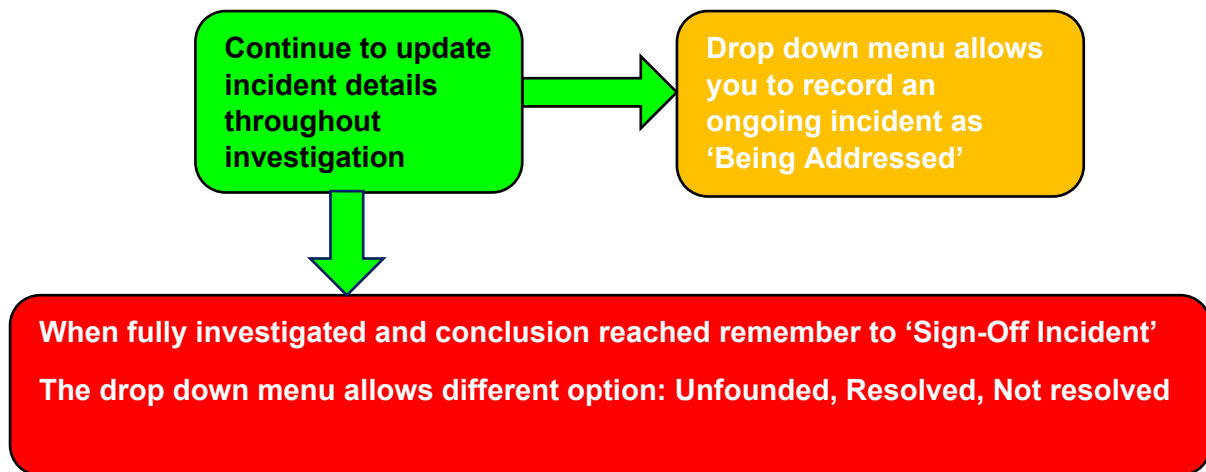 Continue to update
incident details
throughout
investigation
Drop down menu allows
you to record an
ongoing incident as
‘Being Addressed’
When fully investigated and conclusion reached remember to ‘Sign-Off Incident’
The drop down menu allows different option: Unfounded, Resolved, Not resolved